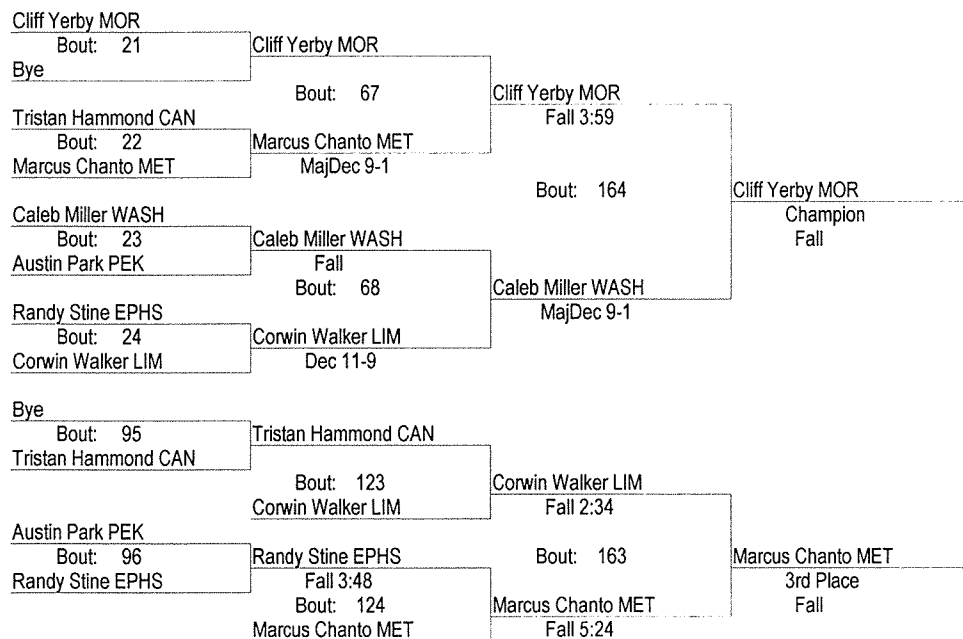 Cliff Yerby MOR
Bout: 21
Bye
Cliff Yerby MOR
Bout: 67
Tristan Hammond CAN
Bout: 22
Marcus Chanto MET
Marcus Chanto MET
MajDec 9-1
Cliff Yerby MOR
Fall 3:59
Bout: 164
Cliff Yerby MOR
Champion
Fall
Caleb Miller WASH
Bout: 23
Austin Park PEK
Caleb Miller WASH
Fall
Bout: 68
Caleb Miller WASH
MajDec 9-1
Randy Stine EPHS
Bout: 24
Corwin Walker LIM
Corwin Walker LIM
Dec 11-9
Bye
Bout: 95
Tristan Hammond CAN
Tristan Hammond CAN
Bout: 123
Corwin Walker LIM
Corwin Walker LIM
Fall 2:34
Austin Park PEK
Bout: 96
Randy Stine EPHS
Randy Stine EPHS
Fall 3:48
Bout: 124
Marcus Chanto MET
Bout: 163
Marcus Chanto MET
Fall 5:24
Marcus Chanto MET
3rd Place
Fall